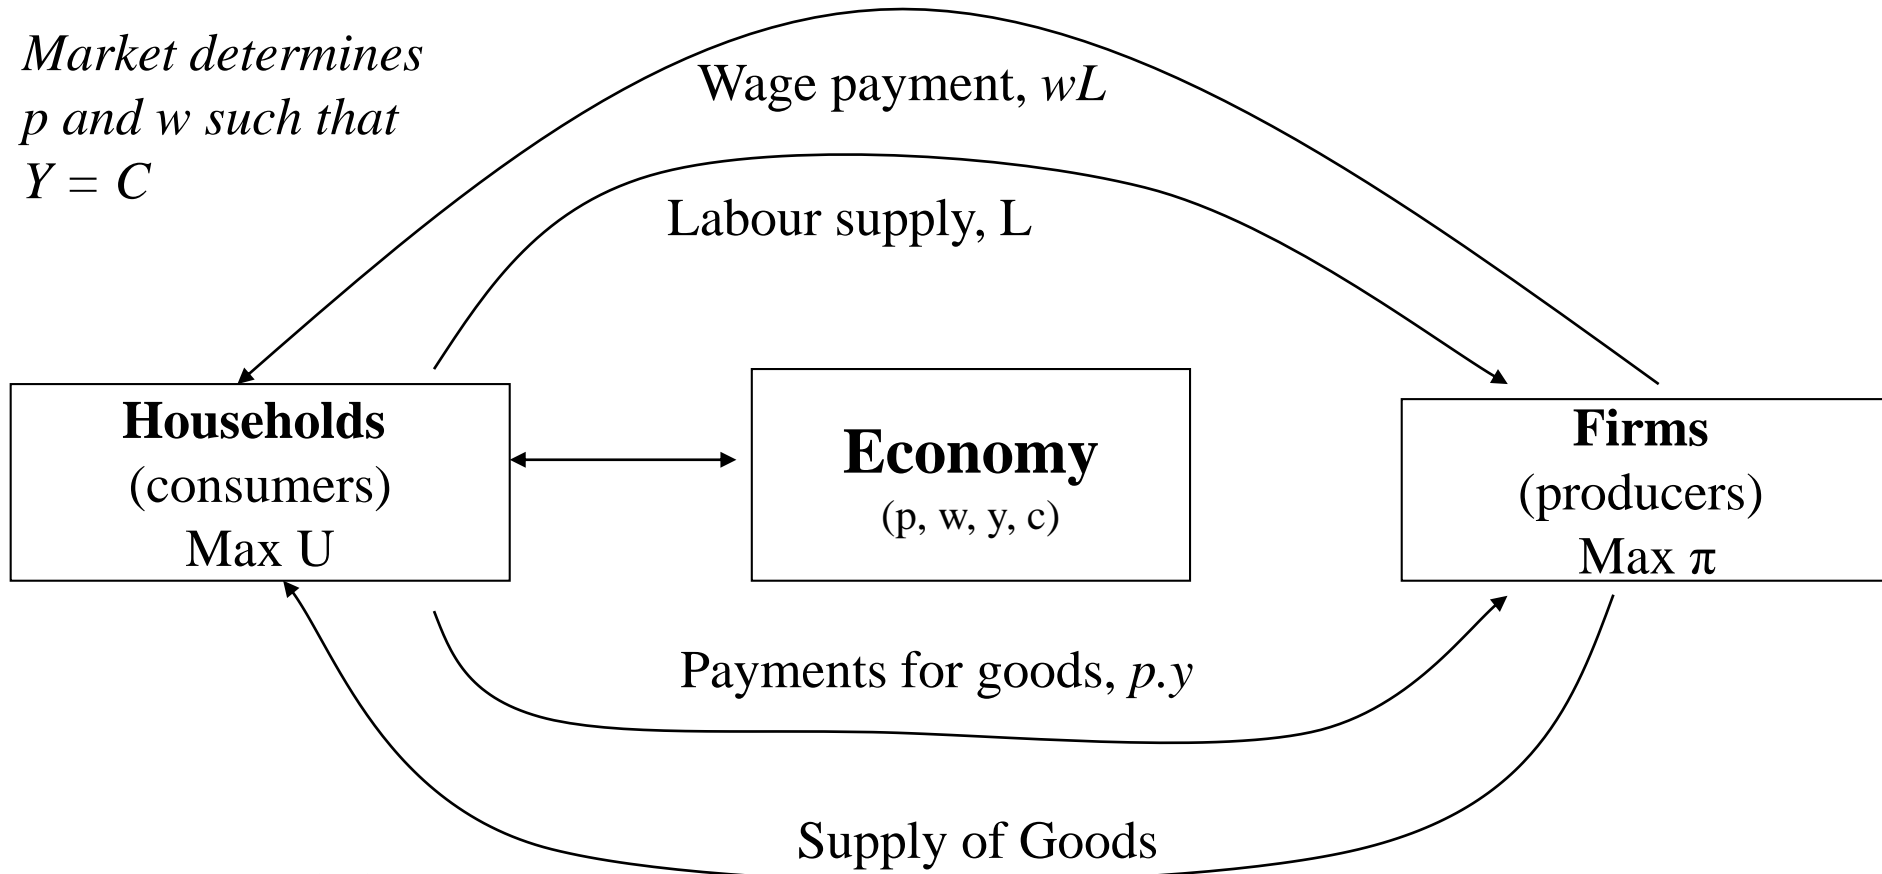 Market determines
p and w such that
Y = C
Wage payment, wL
Labour supply, L
Households
(consumers)
Max U
Economy
(p, w, y, c)
Firms
(producers)
Max π
Payments for goods, p.y
Supply of Goods